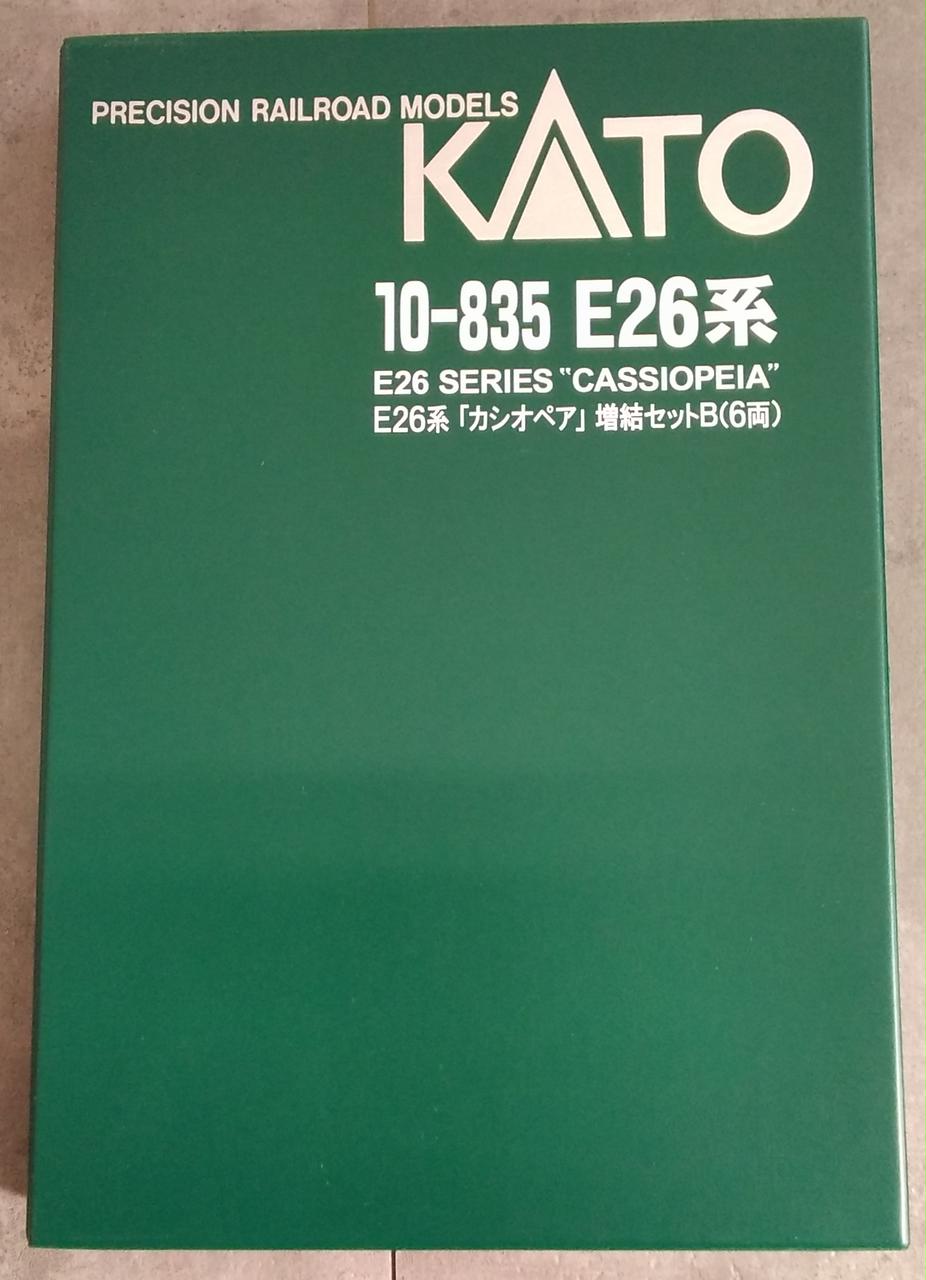 PRECISION RAILROAD MODELS
KATO
10-835 E26系
E26 SERIES "CASSIOPEIA"
E26系「カシオペア」増結セットB(6両)